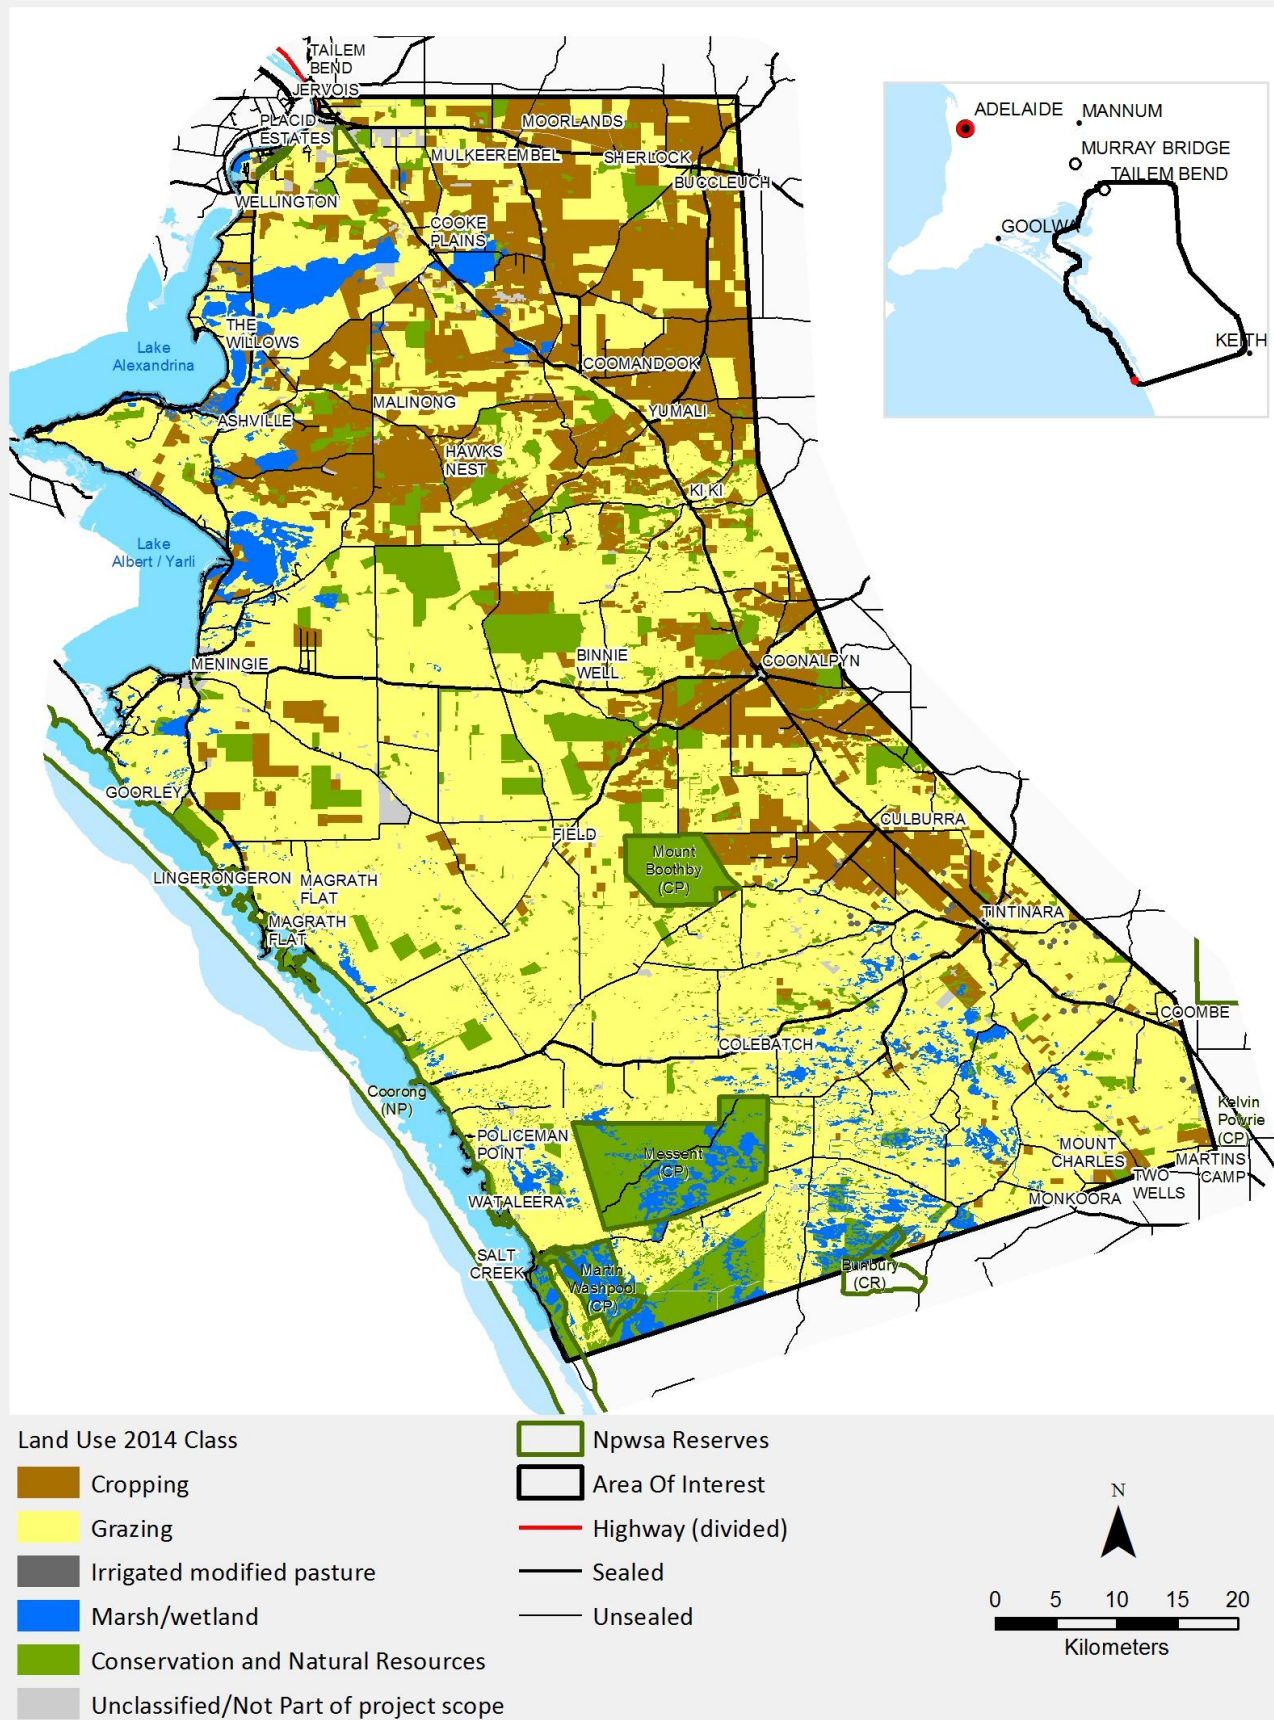 TAILEM
BEND
JERVOIS
PLACID
ESTATES
MOORLANDS
MULKEEREMBEL
SHERLOCK
BUCCLEUCH
WELLINGTON
COOKE
PLAINS
THE
WILLOWS
Lake
Alexandrina
COOMANDOOK
MALINONG
YUMALI
ASHVILLE
HAWKS
NEST
KI KI
Lake
Albert / Yarli
MENINGIE
BINNIE
WELL
COONALPYN
GOORLEY
FIELD
CULBURRA
Mount
Boothby
(CP)
LINGERONGERON
MAGRATH
FLAT
MAGRATH
FLAT
TINTINARA
COOMBE
COLEBATCH
Coorong
(NP)
Kelvin
Powrie
(CP)
POLICEMAN
POINT
Messent
(CP)
MOUNT
CHARLES
MARTINS
CAMP
TWO
WELLS
MONKOORA
WATALEERA
SALT
CREEK
Martin
Washpool
(CP)
Bunbury
(CR)
ADELAIDE
MANNUM
MURRAY BRIDGE
TAILEM BEND
GOOLWA
KEITH
Land Use 2014 Class
Cropping
Grazing
Irrigated modified pasture
Marsh/wetland
Conservation and Natural Resources
Unclassified/Not Part of project scope
Npwsa Reserves
Area Of Interest
Highway (divided)
Sealed
Unsealed
N
0 5 10 15 20
Kilometers